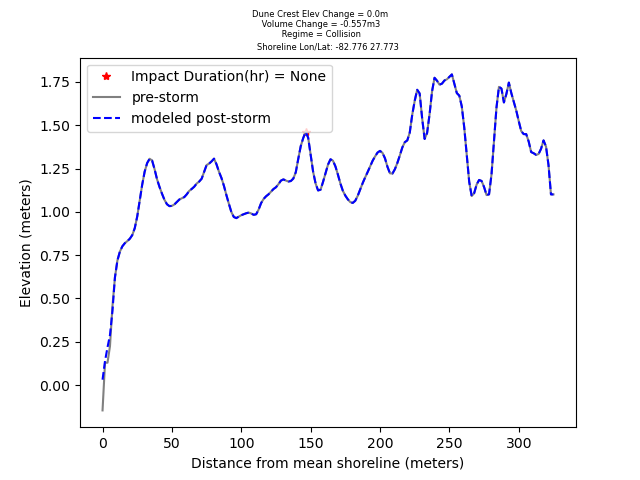 Dune Crest Elev Change = 0.0m
Volume Change = -0.557m3
Regime = Collision
Shoreline Lon/Lat: -82.776 27.773
Impact Duration(hr) = None
pre-storm
modeled post-storm
1.75
1.50
1.25
1.00
0.75
0.50
0.25
0.00
Elevation (meters)
0 50 100 150 200 250 300
Distance from mean shoreline (meters)